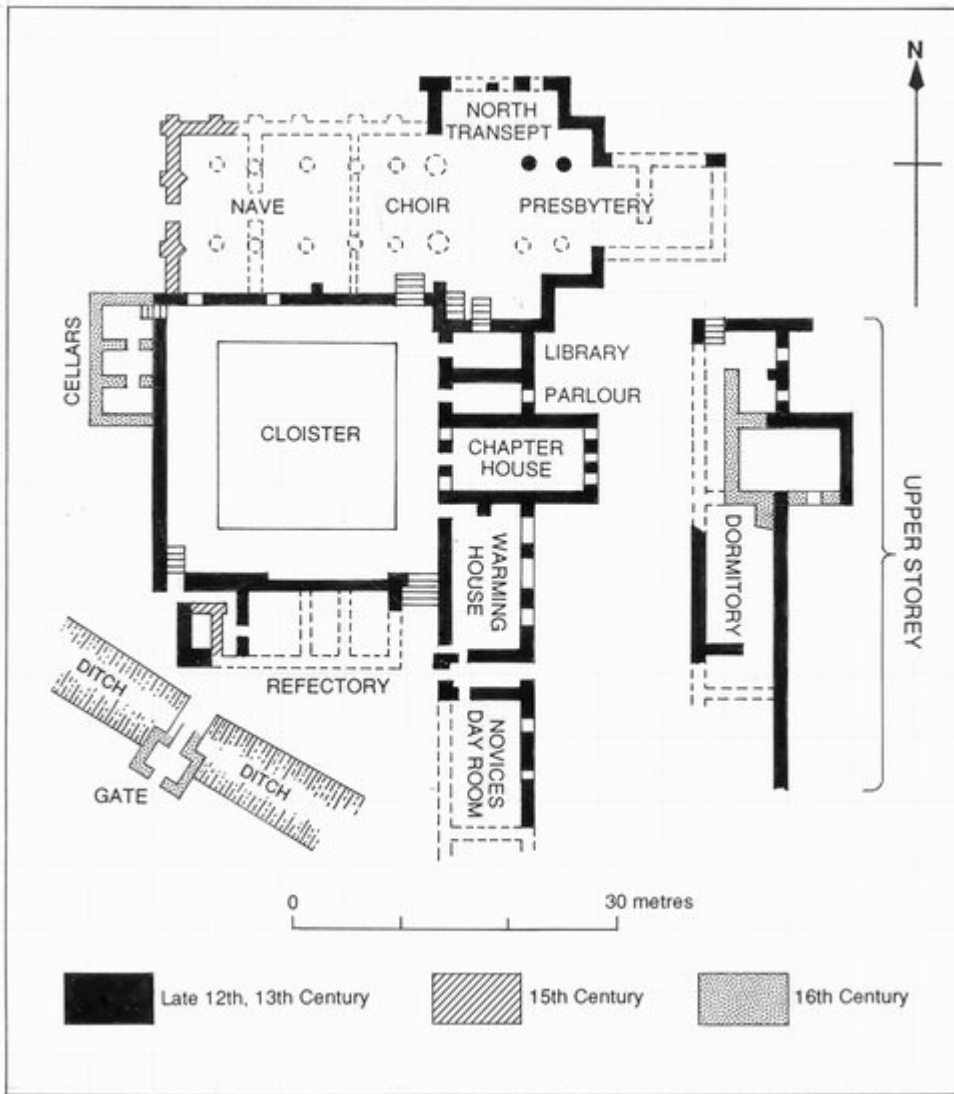 N
NORTH
TRANSEPT
NAVE
CHOIR
PRESBYTERY
CELLARS
LIBRARY
PARLOUR
CLOISTER
CHAPTER
HOUSE
WARMING
HOUSE
DORMITORY
UPPER STOREY
REFECTORY
DITCH
DITCH
GATE
NOVICES
DAY ROOM
0
30 metres
Late 12th, 13th Century
15th Century
16th Century